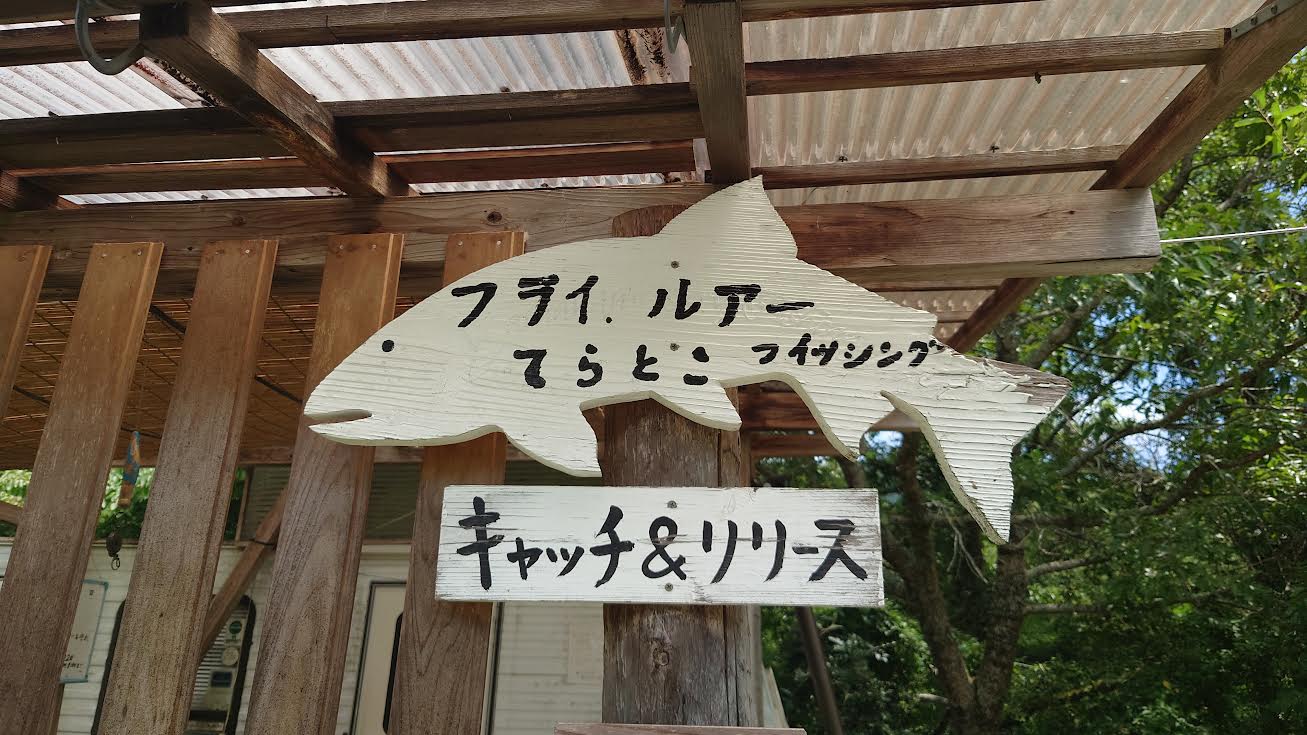 フライ.ルアー
てらとこ フイッシング
キャッチ&リリース